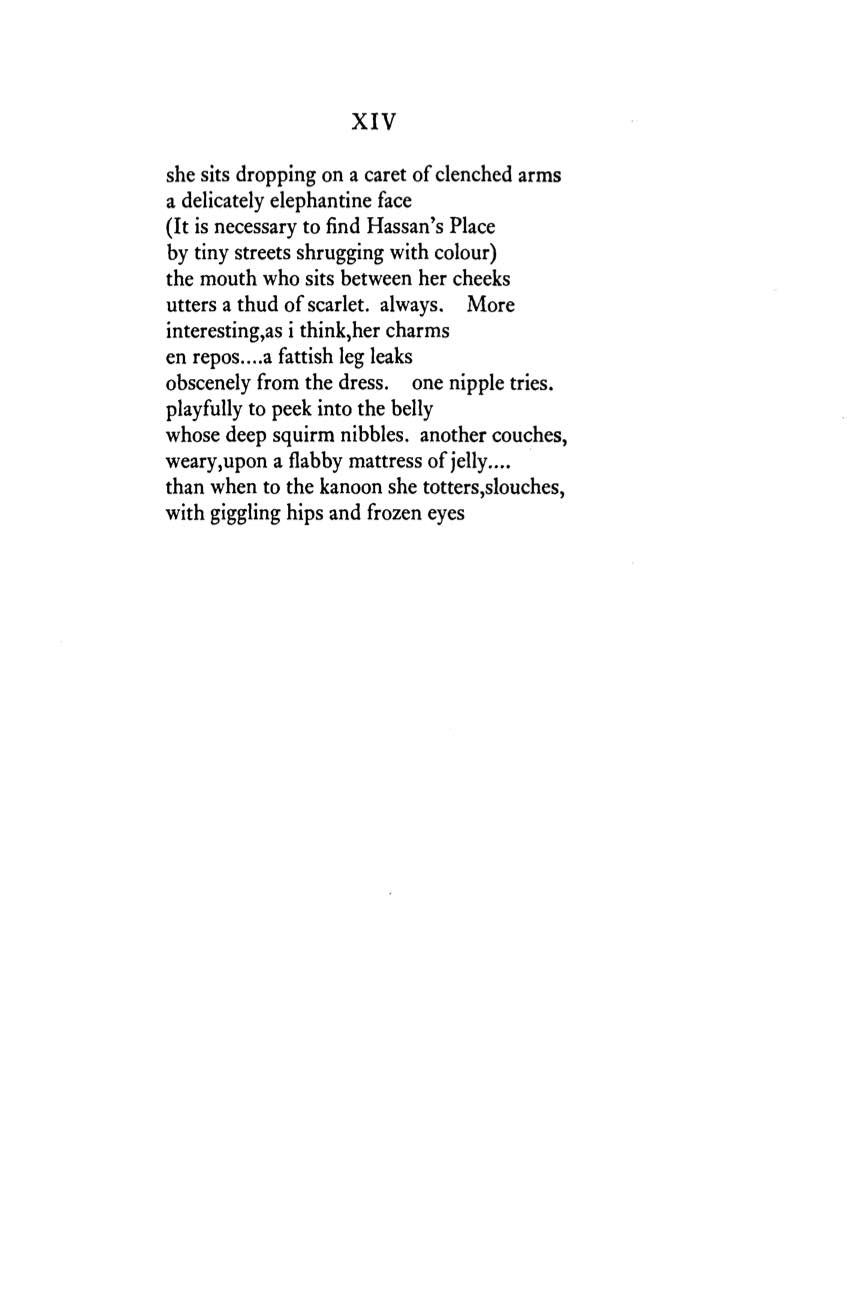 XIV
she sits dropping on a caret of clenched arms
a delicately elephantine face
(It is necessary to find Hassan’s Place
by tiny streets shrugging with colour)
the mouth who sits between her cheeks
utters a thud of scarlet. always.    More
interesting,as i think,her charms
en repos....a fattish leg leaks
obscenely from the dress.    one nipple tries.
playfully to peek into the belly
whose deep squirm nibbles. another couches,
weary,upon a flabby mattress of jelly....
than when to the kanoon she totters,slouches,
with giggling hips and frozen eyes